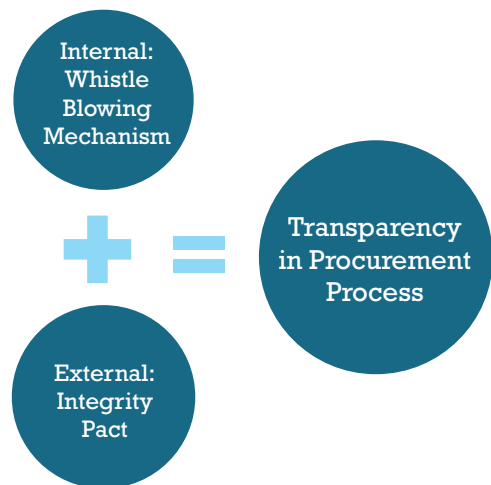 Internal:
Whistle
Blowing
Mechanism
Transparency
in Procurement
Process
External:
Integrity
Pact